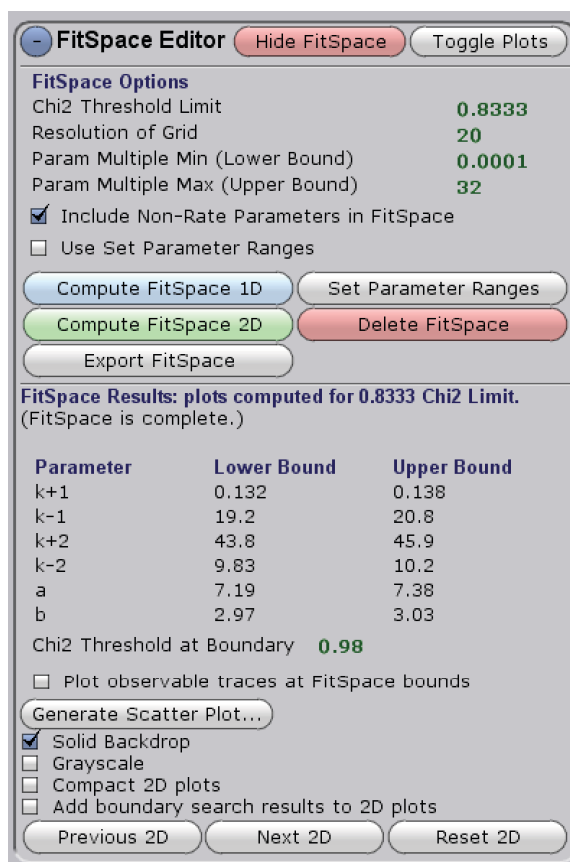 - FitSpace Editor Hide FitSpace Toggle Plots
FitSpace Options
Chi2 Threshold Limit 0.8333
Resolution of Grid 20
Param Multiple Min (Lower Bound) 0.0001
Param Multiple Max (Upper Bound) 32
Include Non-Rate Parameters in FitSpace
Use Set Parameter Ranges
Compute FitSpace 1D Set Parameter Ranges
Compute FitSpace 2D Delete FitSpace
Export FitSpace
FitSpace Results: plots computed for 0.8333 Chi2 Limit.
(FitSpace is complete.)
Parameter Lower Bound Upper Bound
k+1 0.132 0.138
k-1 19.2 20.8
k+2 43.8 45.9
k-2 9.83 10.2
a 7.19 7.38
b 2.97 3.03
Chi2 Threshold at Boundary 0.98
Plot observable traces at FitSpace bounds
Generate Scatter Plot...
Solid Backdrop
Grayscale
Compact 2D plots
Add boundary search results to 2D plots
Previous 2D Next 2D Reset 2D